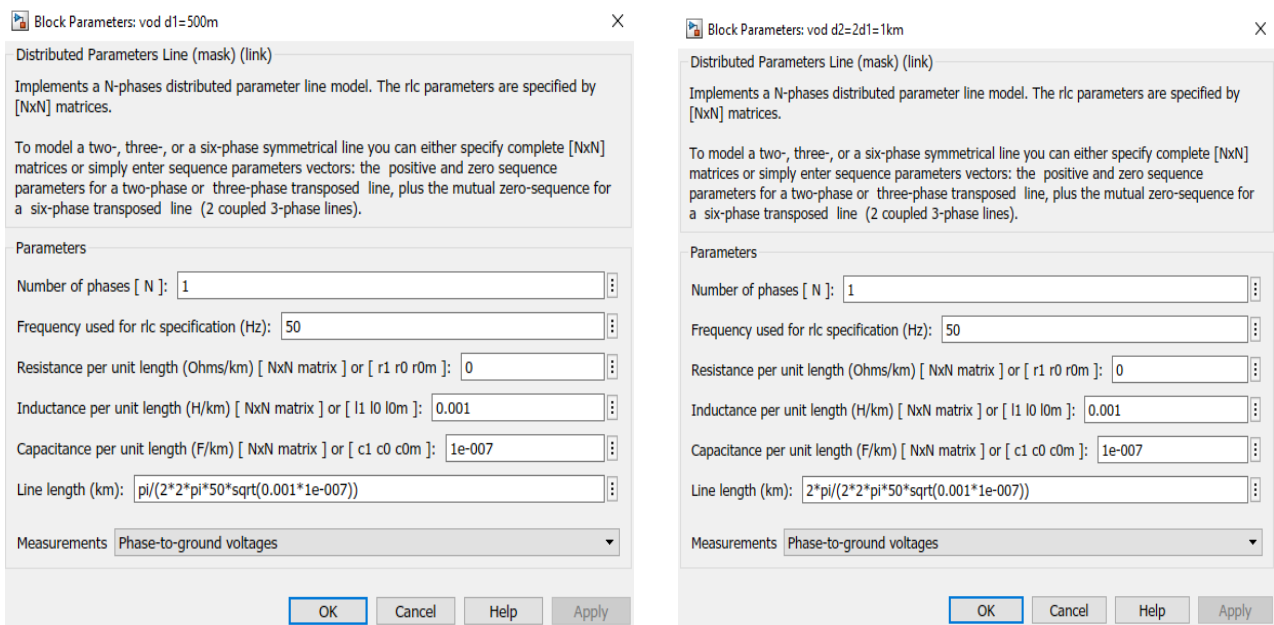 Block Parameters: vod d1=500m
Distributed Parameters Line (mask) (link)
Implements a N-phases distributed parameter line model. The rlc parameters are specified by
[NxN] matrices.
To model a two-, three-, or a six-phase symmetrical line you can either specify complete [NxN]
matrices or simply enter sequence parameters vectors: the positive and zero sequence
parameters for a two-phase or three-phase transposed line, plus the mutual zero-sequence for
a six-phase transposed line (2 coupled 3-phase lines).
Parameters
Number of phases [ N ]: 1
Frequency used for rlc specification (Hz): 50
Resistance per unit length (Ohms/km) [ NxN matrix ] or [ r1 r0 r0m ]: 0
Inductance per unit length (H/km) [ NxN matrix ] or [ l1 l0 l0m ]: 0.001
Capacitance per unit length (F/km) [ NxN matrix ] or [ c1 c0 c0m ]: 1e-007
Line length (km): pi/(2*2*pi*50*sqrt(0.001*1e-007))
Measurements Phase-to-ground voltages
OK Cancel Help Apply
Block Parameters: vod d2=2d1=1km
Distributed Parameters Line (mask) (link)
Implements a N-phases distributed parameter line model. The rlc parameters are specified by
[NxN] matrices.
To model a two-, three-, or a six-phase symmetrical line you can either specify complete [NxN]
matrices or simply enter sequence parameters vectors: the positive and zero sequence
parameters for a two-phase or three-phase transposed line, plus the mutual zero-sequence for
a six-phase transposed line (2 coupled 3-phase lines).
Parameters
Number of phases [ N ]: 1
Frequency used for rlc specification (Hz): 50
Resistance per unit length (Ohms/km) [ NxN matrix ] or [ r1 r0 r0m ]: 0
Inductance per unit length (H/km) [ NxN matrix ] or [ l1 l0 l0m ]: 0.001
Capacitance per unit length (F/km) [ NxN matrix ] or [ c1 c0 c0m ]: 1e-007
Line length (km): 2*pi/(2*2*pi*50*sqrt(0.001*1e-007))
Measurements Phase-to-ground voltages
OK Cancel Help Apply